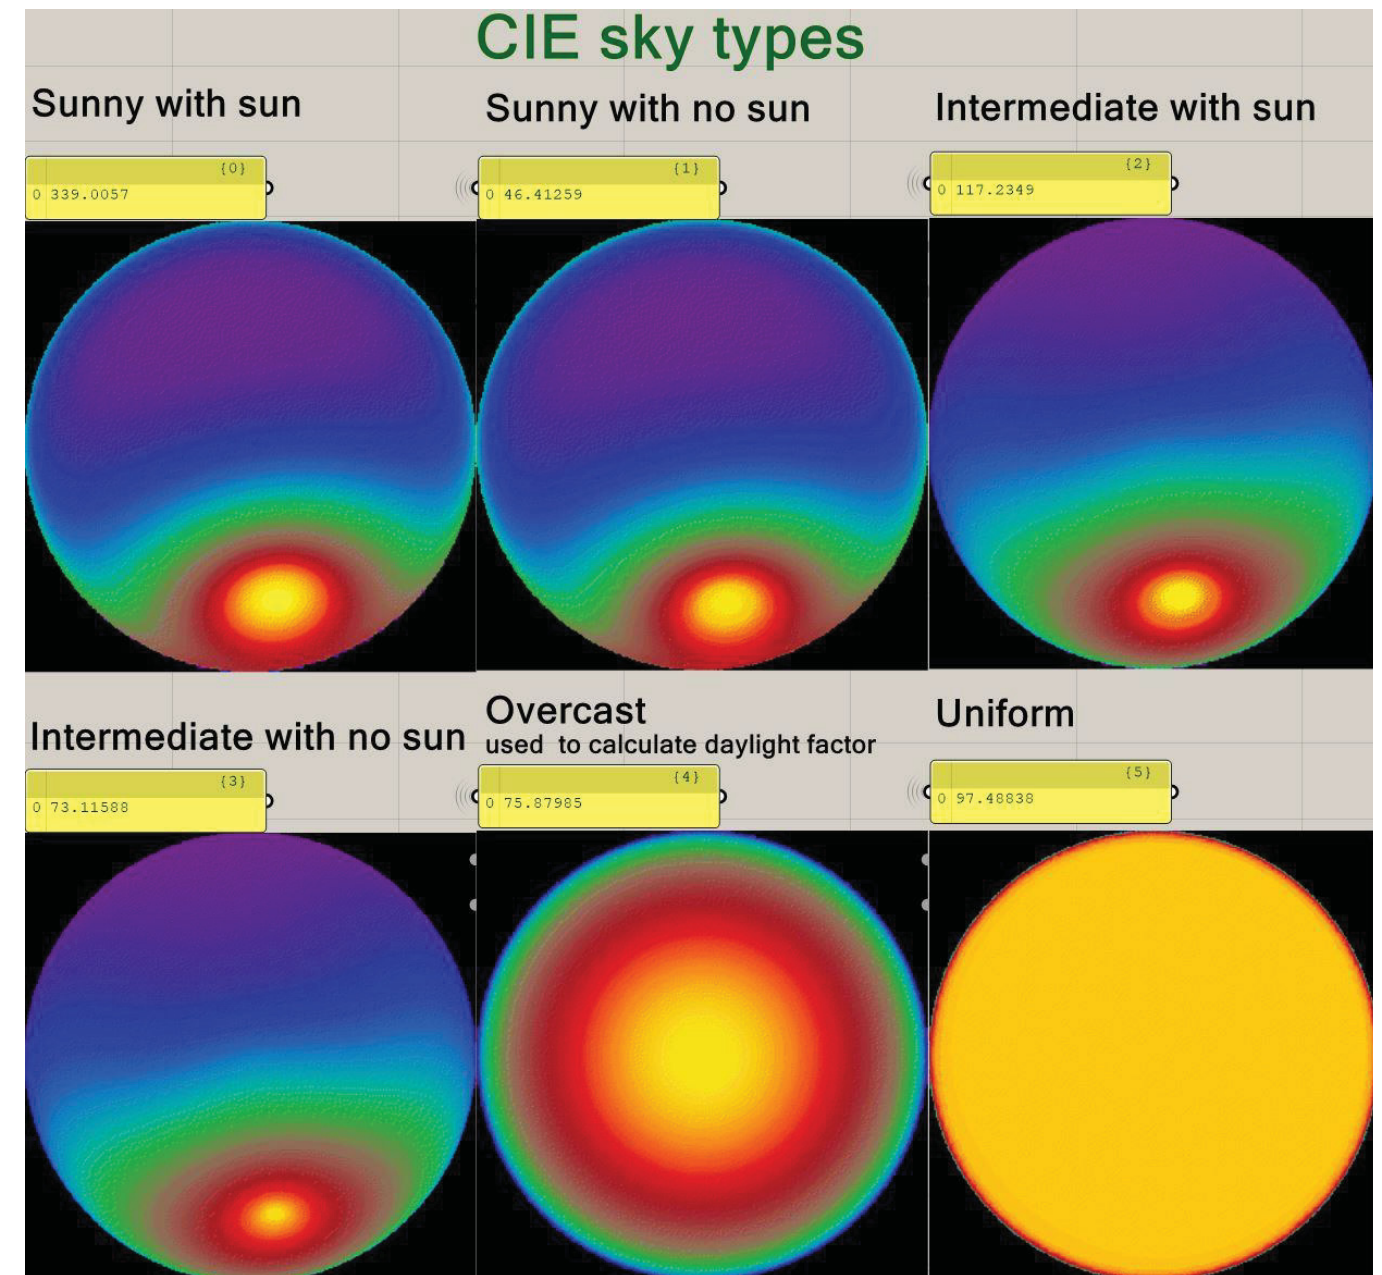 CIE sky types
Sunny with sun
Sunny with no sun
Intermediate with sun
{0}
0 339.0057
{1}
0 46.41259
{2}
0 117.2349
Intermediate with no sun
Overcast
used to calculate daylight factor
Uniform
{3}
0 73.11588
{4}
0 75.87985
{5}
0 97.48838